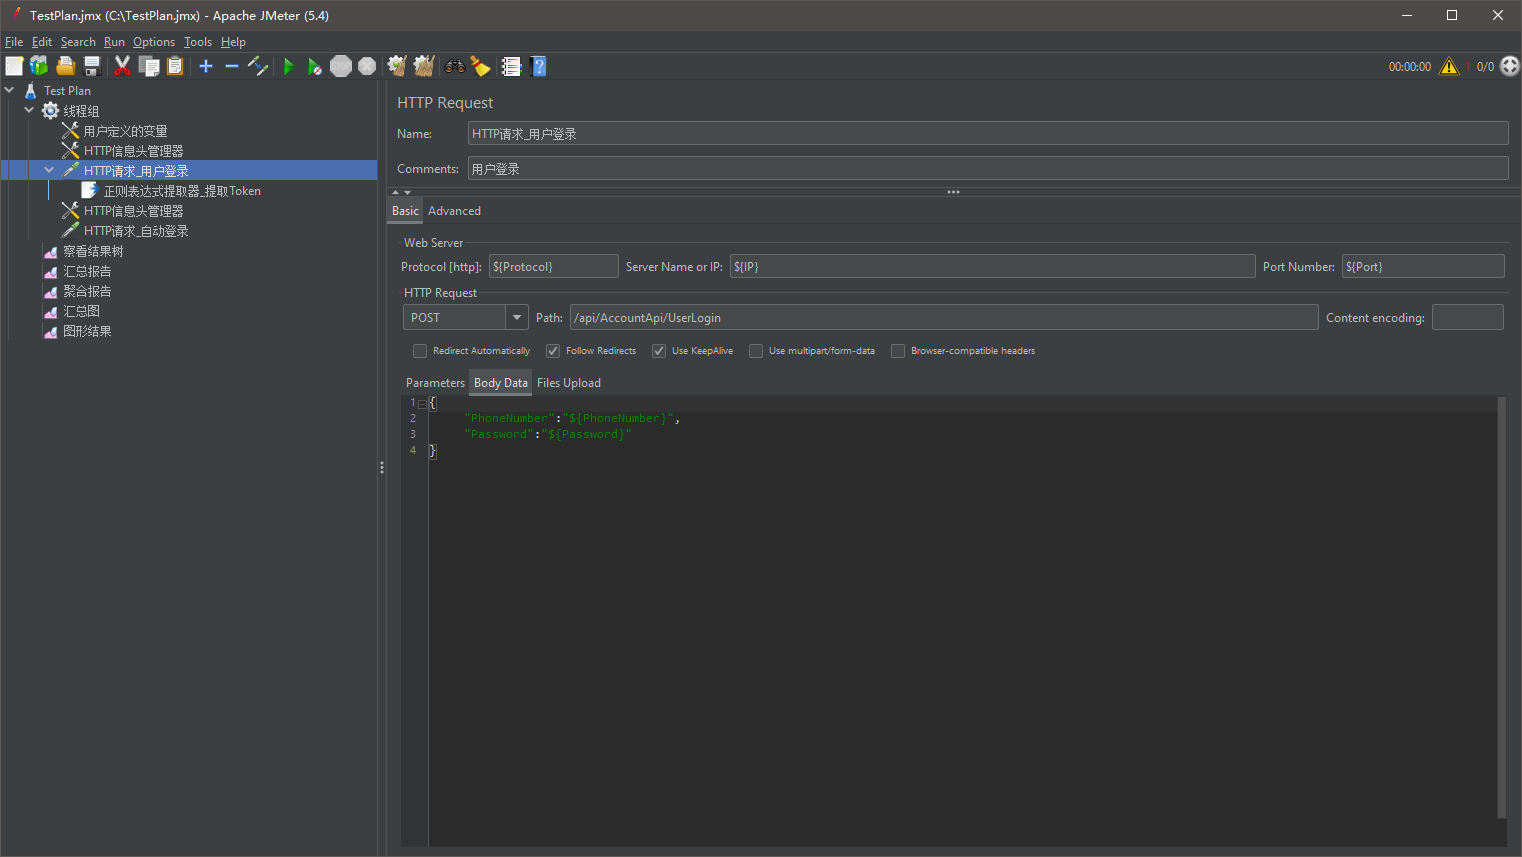 TestPlan.jmx (C:\TestPlan.jmx) - Apache JMeter (5.4)
File Edit Search Run Options Tools Help
STOP
?
00:00:00 1 0/0
Test Plan
线程组
用户定义的变量
HTTP信息头管理器
HTTP请求_用户登录
正则表达式提取器_提取Token
HTTP信息头管理器
HTTP请求_自动登录
察看结果树
汇总报告
聚合报告
汇总图
图形结果
HTTP Request
Name: HTTP请求_用户登录
Comments: 用户登录
Basic Advanced
Web Server
Protocol [http]: ${Protocol} Server Name or IP: ${IP} Port Number: ${Port}
HTTP Request
POST Path: /api/AccountApi/UserLogin Content encoding:
Redirect Automatically Follow Redirects Use KeepAlive Use multipart/form-data Browser-compatible headers
Parameters Body Data Files Upload
1 {
2 "PhoneNumber":"${PhoneNumber}",
3 "Password":"${Password}"
4 }